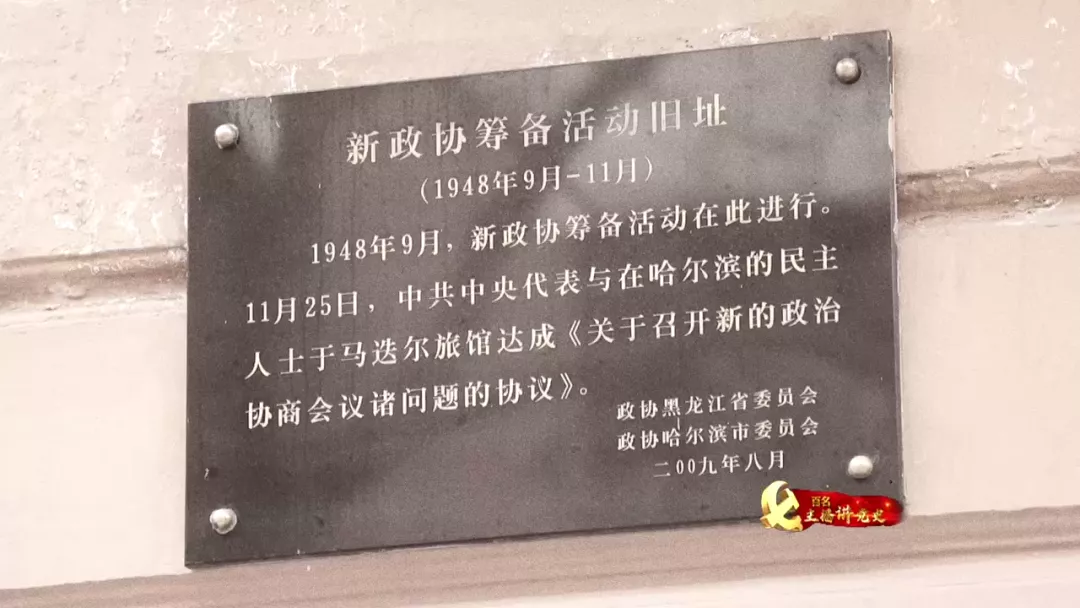 新政协筹备活动旧址
(1948年9月-11月)
1948年9月，新政协筹备活动在此进行。
11月25日，中共中央代表与在哈尔滨的民主
人士于马迭尔旅馆达成《关于召开新的政治
协商会议诸问题的协议》。
政协黑龙江省委员会
政协哈尔滨市委员会
二00九年八月
百名
主播讲党史